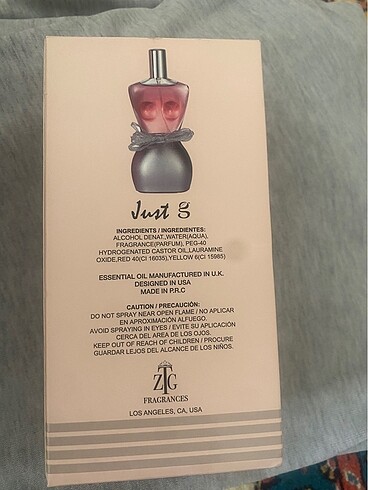 Just g
INGREDIENTS / INGREDIENTES:
ALCOHOL DENAT.,WATER(AQUA),
FRAGRANCE(PARFUM), PEG-40
HYDROGENATED CASTOR OIL,LAURAMINE
OXIDE,RED 40(CI 16035),YELLOW 6(CI 15985)
ESSENTIAL OIL MANUFACTURED IN U.K.
DESIGNED IN USA
MADE IN P.R.C
CAUTION / PRECAUCIÓN:
DO NOT SPRAY NEAR OPEN FLAME / NO APLICAR
EN APROXIMACIÓN ALFUEGO.
AVOID SPRAYING IN EYES / EVITE SU APLICACIÓN
CERCA DEL AREA DE LOS OJOS.
KEEP OUT OF REACH OF CHILDREN / PROCURE
GUARDAR LEJOS DEL ALCANCE DE LOS NIÑOS.
ZTG
FRAGRANCES
LOS ANGELES, CA, USA